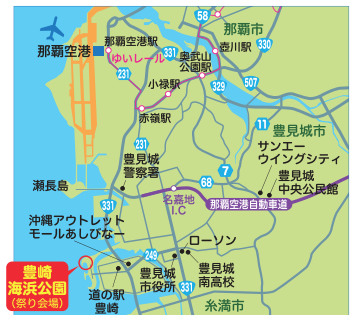 58
那覇市
那覇空港
那覇空港駅
331
奥武山
公園駅
壺川駅
330
ゆいレール
231
小禄駅
329
507
赤嶺駅
11
231
豊見城市
豊見城
警察署
サンエー
ウイングシティ
7
豊見城
中央公民館
瀬長島
68
名嘉地
I.C
那覇空港自動車道
331
沖縄アウトレット
モールあしびなー
ローソン
249
豊崎
海浜公園
(祭り会場)
道の駅
豊崎
豊見城
市役所
豊見城
南高校
331
糸満市